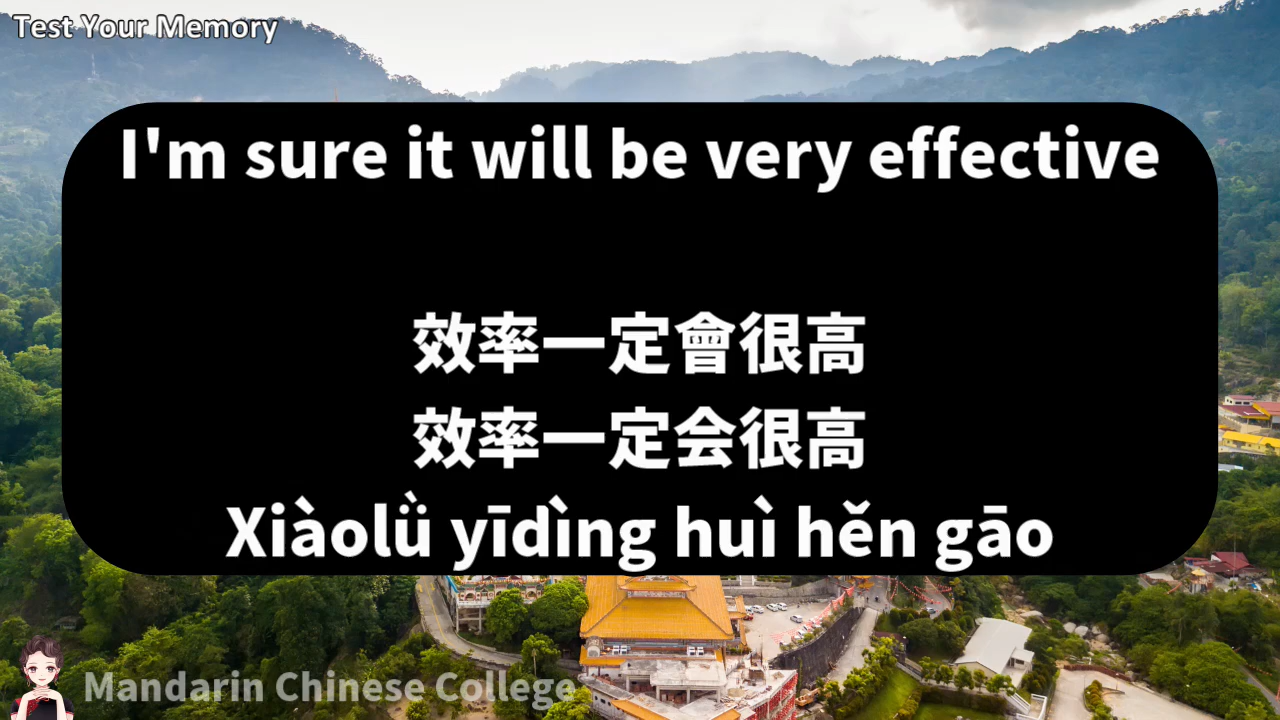 Test Your Memory
I'm sure it will be very effective
效率一定會很高
效率一定会很高
Xiàolǜ yīdìng huì hěn gāo
Mandarin Chinese College